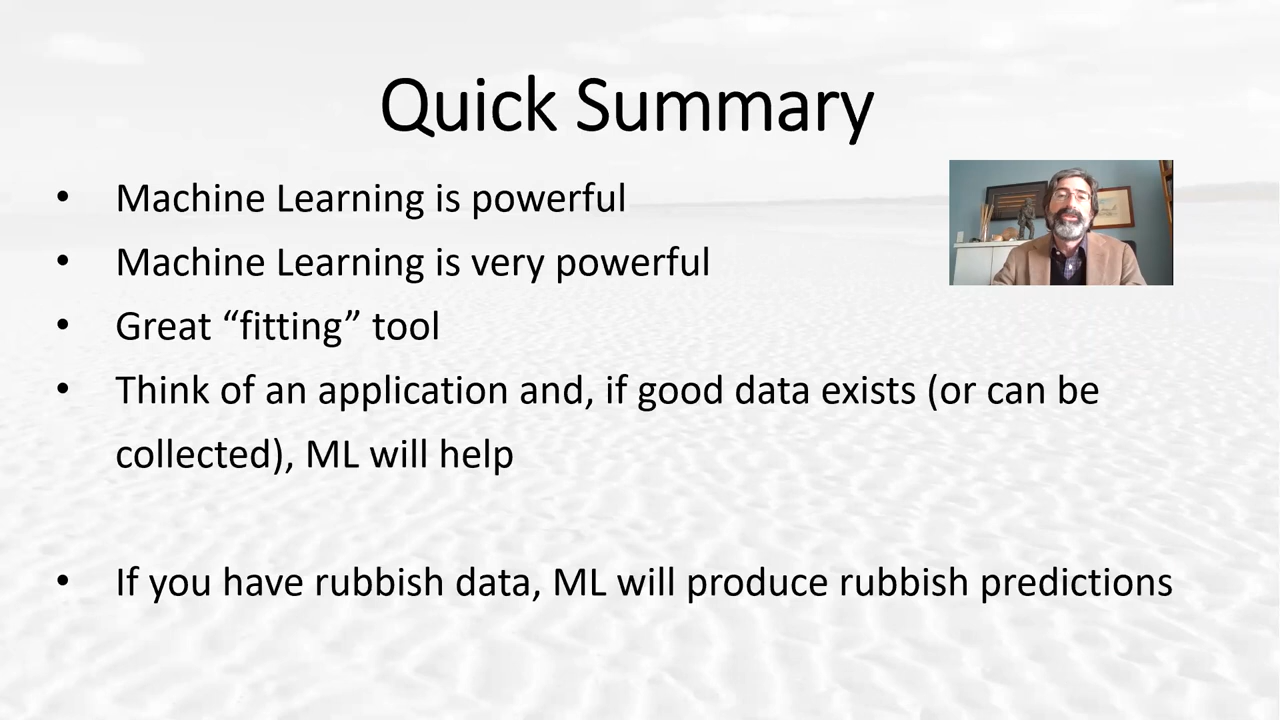 Quick Summary
• Machine Learning is powerful
• Machine Learning is very powerful
• Great “fitting” tool
• Think of an application and, if good data exists (or can be
collected), ML will help
• If you have rubbish data, ML will produce rubbish predictions